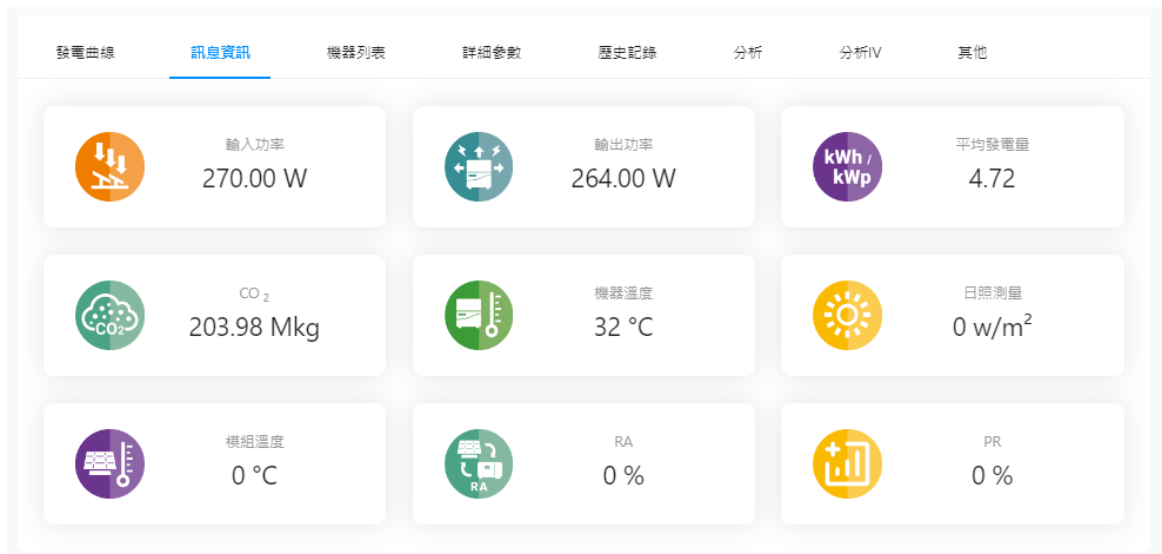 發電曲線 訊息資訊 機器列表 詳細參數 歷史記錄 分析 分析IV 其他
輸入功率
270.00 W
輸出功率
264.00 W
kWh /
kWp
平均發電量
4.72
CO2
CO 2
203.98 Mkg
機器溫度
32 °C
日照測量
0 w/m²
模組溫度
0 °C
RA
RA
0 %
PR
0 %